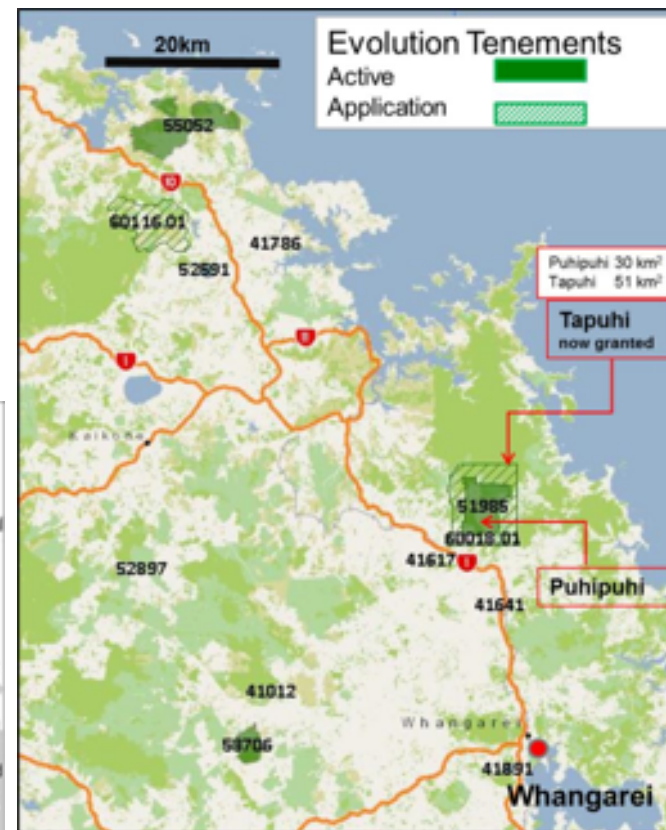 20km
Evolution Tenements
Active
Application
55052
10
60116.01
41786
52691
Puhipuhi 30 km²
Tapuhi 51 km²
Tapuhi
now granted
1
Kaikohe
51985
60018.01
41617
52897
Puhipuhi
41641
41012
Whangarei
58706
41891
Whangarei